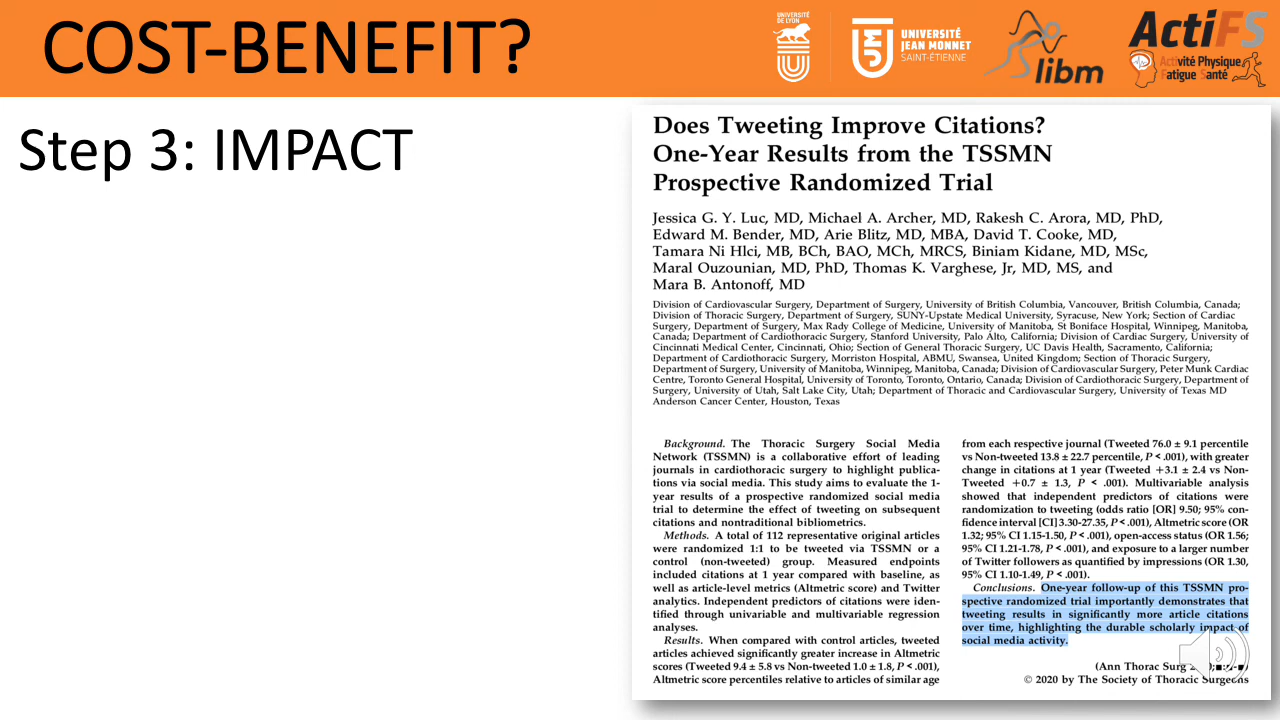 COST-BENEFIT?
UNIVERSITÉ
DE LYON
UNIVERSITÉ
JEAN MONNET
SAINT-ÉTIENNE
libm
ActiFS
Activité Physique
Fatigue Santé
Step 3: IMPACT
Does Tweeting Improve Citations?
One-Year Results from the TSSMN
Prospective Randomized Trial
Jessica G. Y. Luc, MD, Michael A. Archer, MD, Rakesh C. Arora, MD, PhD,
Edward M. Bender, MD, Arie Blitz, MD, MBA, David T. Cooke, MD,
Tamara Ni Hlci, MB, BCh, BAO, MCh, MRCS, Biniam Kidane, MD, MSc,
Maral Ouzounian, MD, PhD, Thomas K. Varghese, Jr, MD, MS, and
Mara B. Antonoff, MD
Division of Cardiovascular Surgery, Department of Surgery, University of British Columbia, Vancouver, British Columbia, Canada;
Division of Thoracic Surgery, Department of Surgery, SUNY-Upstate Medical University, Syracuse, New York; Section of Cardiac
Surgery, Department of Surgery, Max Rady College of Medicine, University of Manitoba, St Boniface Hospital, Winnipeg, Manitoba,
Canada; Department of Cardiothoracic Surgery, Stanford University, Palo Alto, California; Division of Cardiac Surgery, University of
Cincinnati Medical Center, Cincinnati, Ohio; Section of General Thoracic Surgery, UC Davis Health, Sacramento, California;
Department of Cardiothoracic Surgery, Morriston Hospital, ABMU, Swansea, United Kingdom; Section of Thoracic Surgery,
Department of Surgery, University of Manitoba, Winnipeg, Manitoba, Canada; Division of Cardiovascular Surgery, Peter Munk Cardiac
Centre, Toronto General Hospital, University of Toronto, Toronto, Ontario, Canada; Division of Cardiothoracic Surgery, Department of
Surgery, University of Utah, Salt Lake City, Utah; Department of Thoracic and Cardiovascular Surgery, University of Texas MD
Anderson Cancer Center, Houston, Texas
Background. The Thoracic Surgery Social Media
Network (TSSMN) is a collaborative effort of leading
journals in cardiothoracic surgery to highlight publica-
tions via social media. This study aims to evaluate the 1-
year results of a prospective randomized social media
trial to determine the effect of tweeting on subsequent
citations and nontraditional bibliometrics.
Methods. A total of 112 representative original articles
were randomized 1:1 to be tweeted via TSSMN or a
control (non-tweeted) group. Measured endpoints
included citations at 1 year compared with baseline, as
well as article-level metrics (Altmetric score) and Twitter
analytics. Independent predictors of citations were iden-
tified through univariable and multivariable regression
analyses.
Results. When compared with control articles, tweeted
articles achieved significantly greater increase in Altmetric
scores (Tweeted 9.4 ± 5.8 vs Non-tweeted 1.0 ± 1.8, P < .001),
Altmetric score percentiles relative to articles of similar age
from each respective journal (Tweeted 76.0 ± 9.1 percentile
vs Non-tweeted 13.8 ± 22.7 percentile, P < .001), with greater
change in citations at 1 year (Tweeted +3.1 ± 2.4 vs Non-
Tweeted +0.7 ± 1.3, P < .001). Multivariable analysis
showed that independent predictors of citations were
randomization to tweeting (odds ratio [OR] 9.50; 95% con-
fidence interval [CI] 3.30-27.35, P < .001), Altmetric score (OR
1.32; 95% CI 1.15-1.50, P < .001), open-access status (OR 1.56;
95% CI 1.21-1.78, P < .001), and exposure to a larger number
of Twitter followers as quantified by impressions (OR 1.30,
95% CI 1.10-1.49, P < .001).
Conclusions. One-year follow-up of this TSSMN pro-
spective randomized trial importantly demonstrates that
tweeting results in significantly more article citations
over time, highlighting the durable scholarly impact of
social media activity.
(Ann Thorac Surg
© 2020 by The Society of Thoracic Surgeons